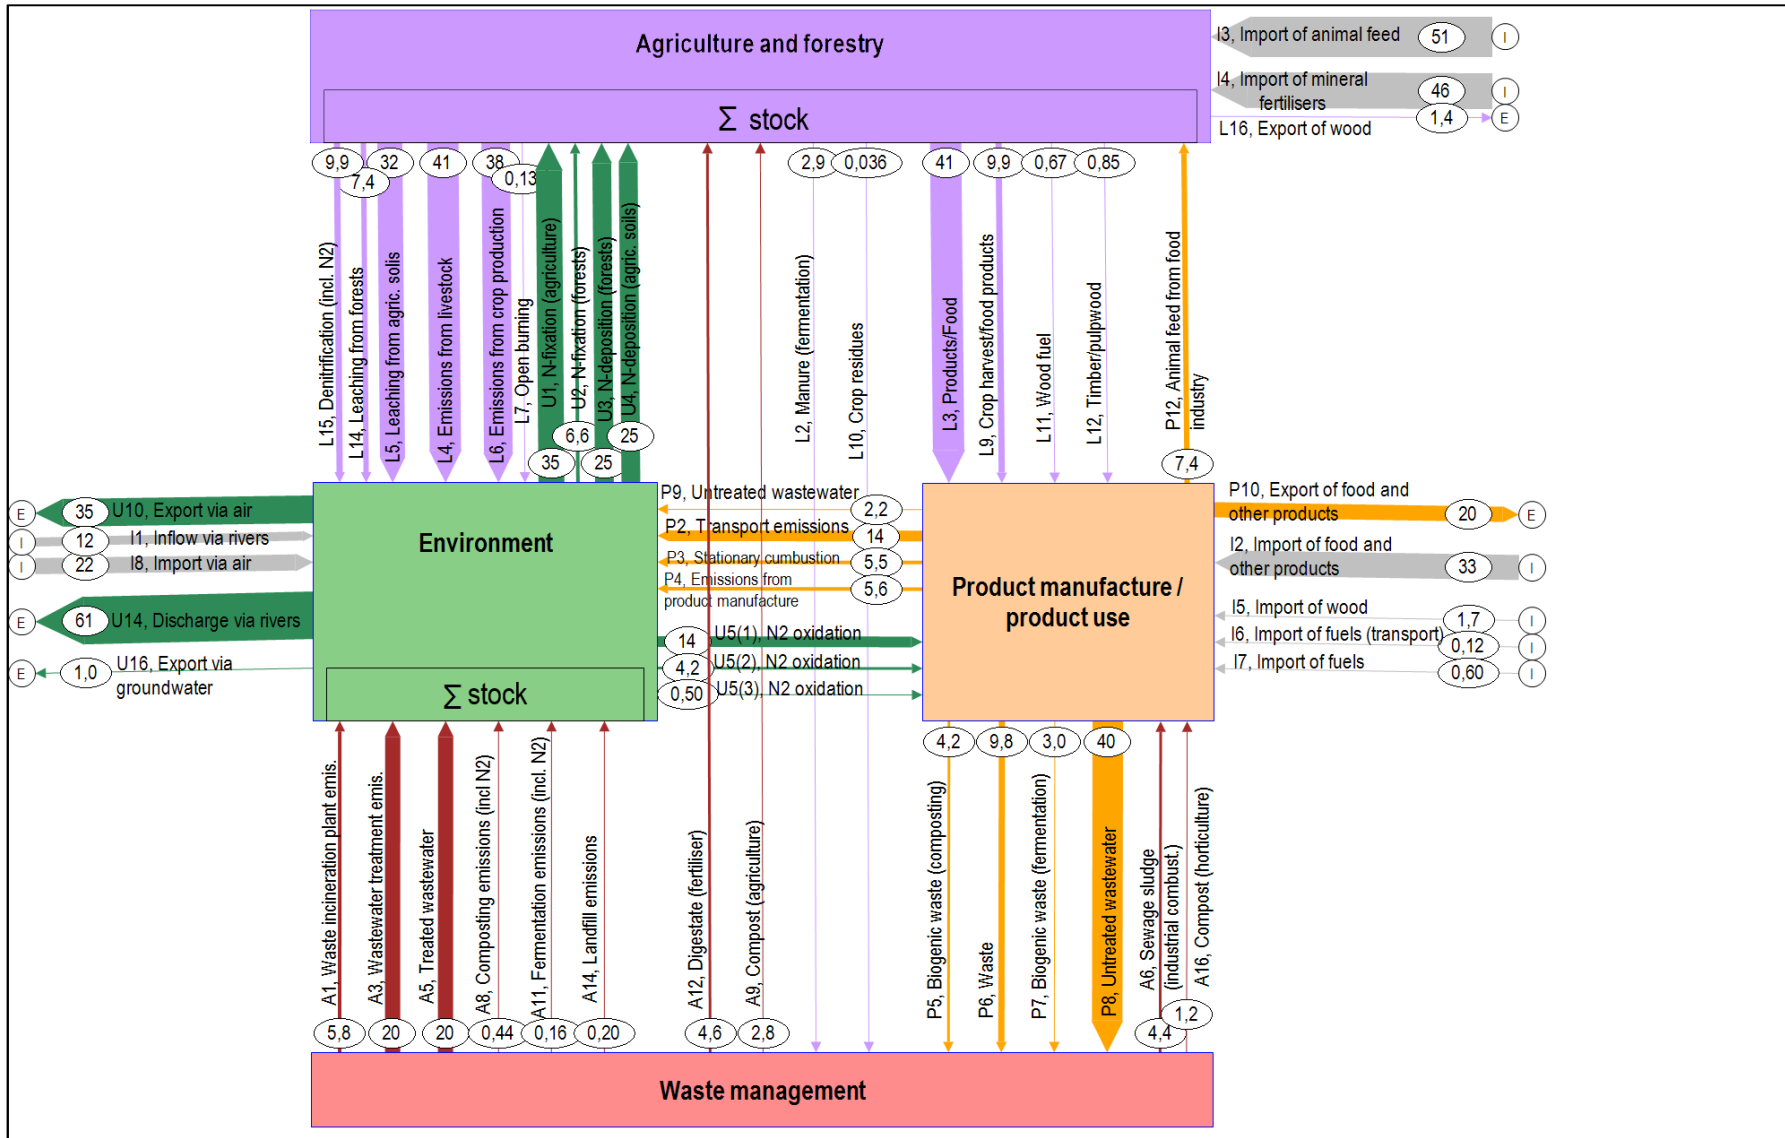 Agriculture and forestry
Σ stock
I3, Import of animal feed
51
I
I4, Import of mineral
fertilisers
46
I
1,4
E
L16, Export of wood
9,9
7,4
32
41
38
0,13
2,9
0,036
41
9,9
0,67
0,85
L15, Denitrification (incl. N2)
L14, Leaching from forests
L5, Leaching from agric. solis
L4, Emissions from livestock
L6, Emissions from crop production
L7, Open burning
U1, N-fixation (agriculture)
U2, N-fixation (forests)
U3, N-deposition (forests)
U4, N-deposition (agric. soils)
35
6,6
25
25
L2, Manure (fermentation)
L10, Crop residues
L3, Products/Food
L9, Crop harvest/food products
L11, Wood fuel
L12, Timber/pulpwood
P12, Animal feed from food
industry
7,4
E
35
U10, Export via air
I
12
I1, Inflow via rivers
I
22
I8, Import via air
E
61
U14, Discharge via rivers
E
1,0
U16, Export via
groundwater
Environment
Σ stock
P9, Untreated wastewater
2,2
P2, Transport emissions
14
P3, Stationary cumbustion
5,5
P4, Emissions from
product manufacture
5,6
14
U5(1), N2 oxidation
4,2
U5(2), N2 oxidation
0,50
U5(3), N2 oxidation
Product manufacture /
product use
P10, Export of food and
other products
20
E
I2, Import of food and
other products
33
I
I5, Import of wood
1,7
I
I6, Import of fuels (transport)
0,12
I
I7, Import of fuels
0,60
I
4,2
9,8
3,0
40
A1, Waste incineration plant emis.
A3, Wastewater treatment emis.
A5, Treated wastewater
A8, Composting emissions (incl N2)
A11, Fermentation emissions (incl. N2)
A14, Landfill emissions
A12, Digestate (fertiliser)
A9, Compost (agriculture)
P5, Biogenic waste (composting)
P6, Waste
P7, Biogenic waste (fermentation)
P8, Untreated wastewater
A6, Sewage sludge
(industrial combust.)
A16, Compost (horticulture)
5,8
20
20
0,44
0,16
0,20
4,6
2,8
4,4
1,2
Waste management